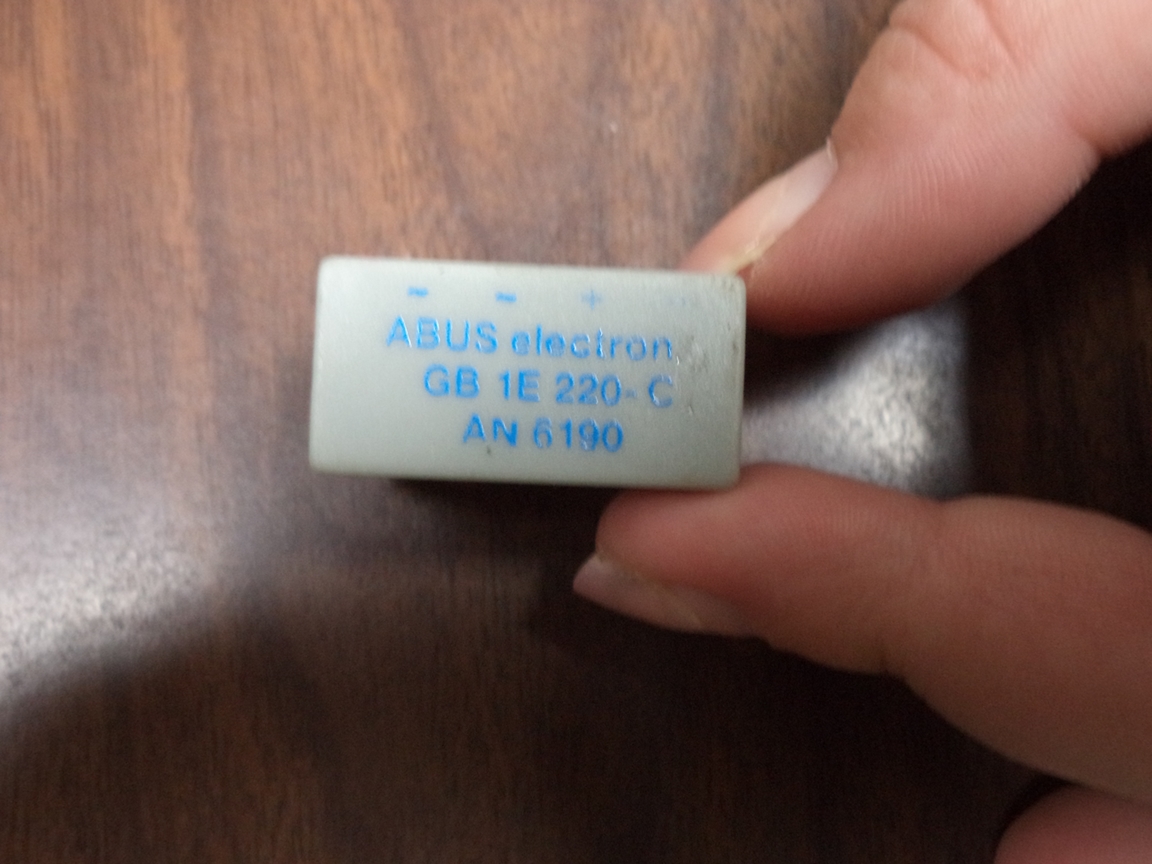 ~ ~ +
ABUS electron
GB 1E 220-C
AN 6190